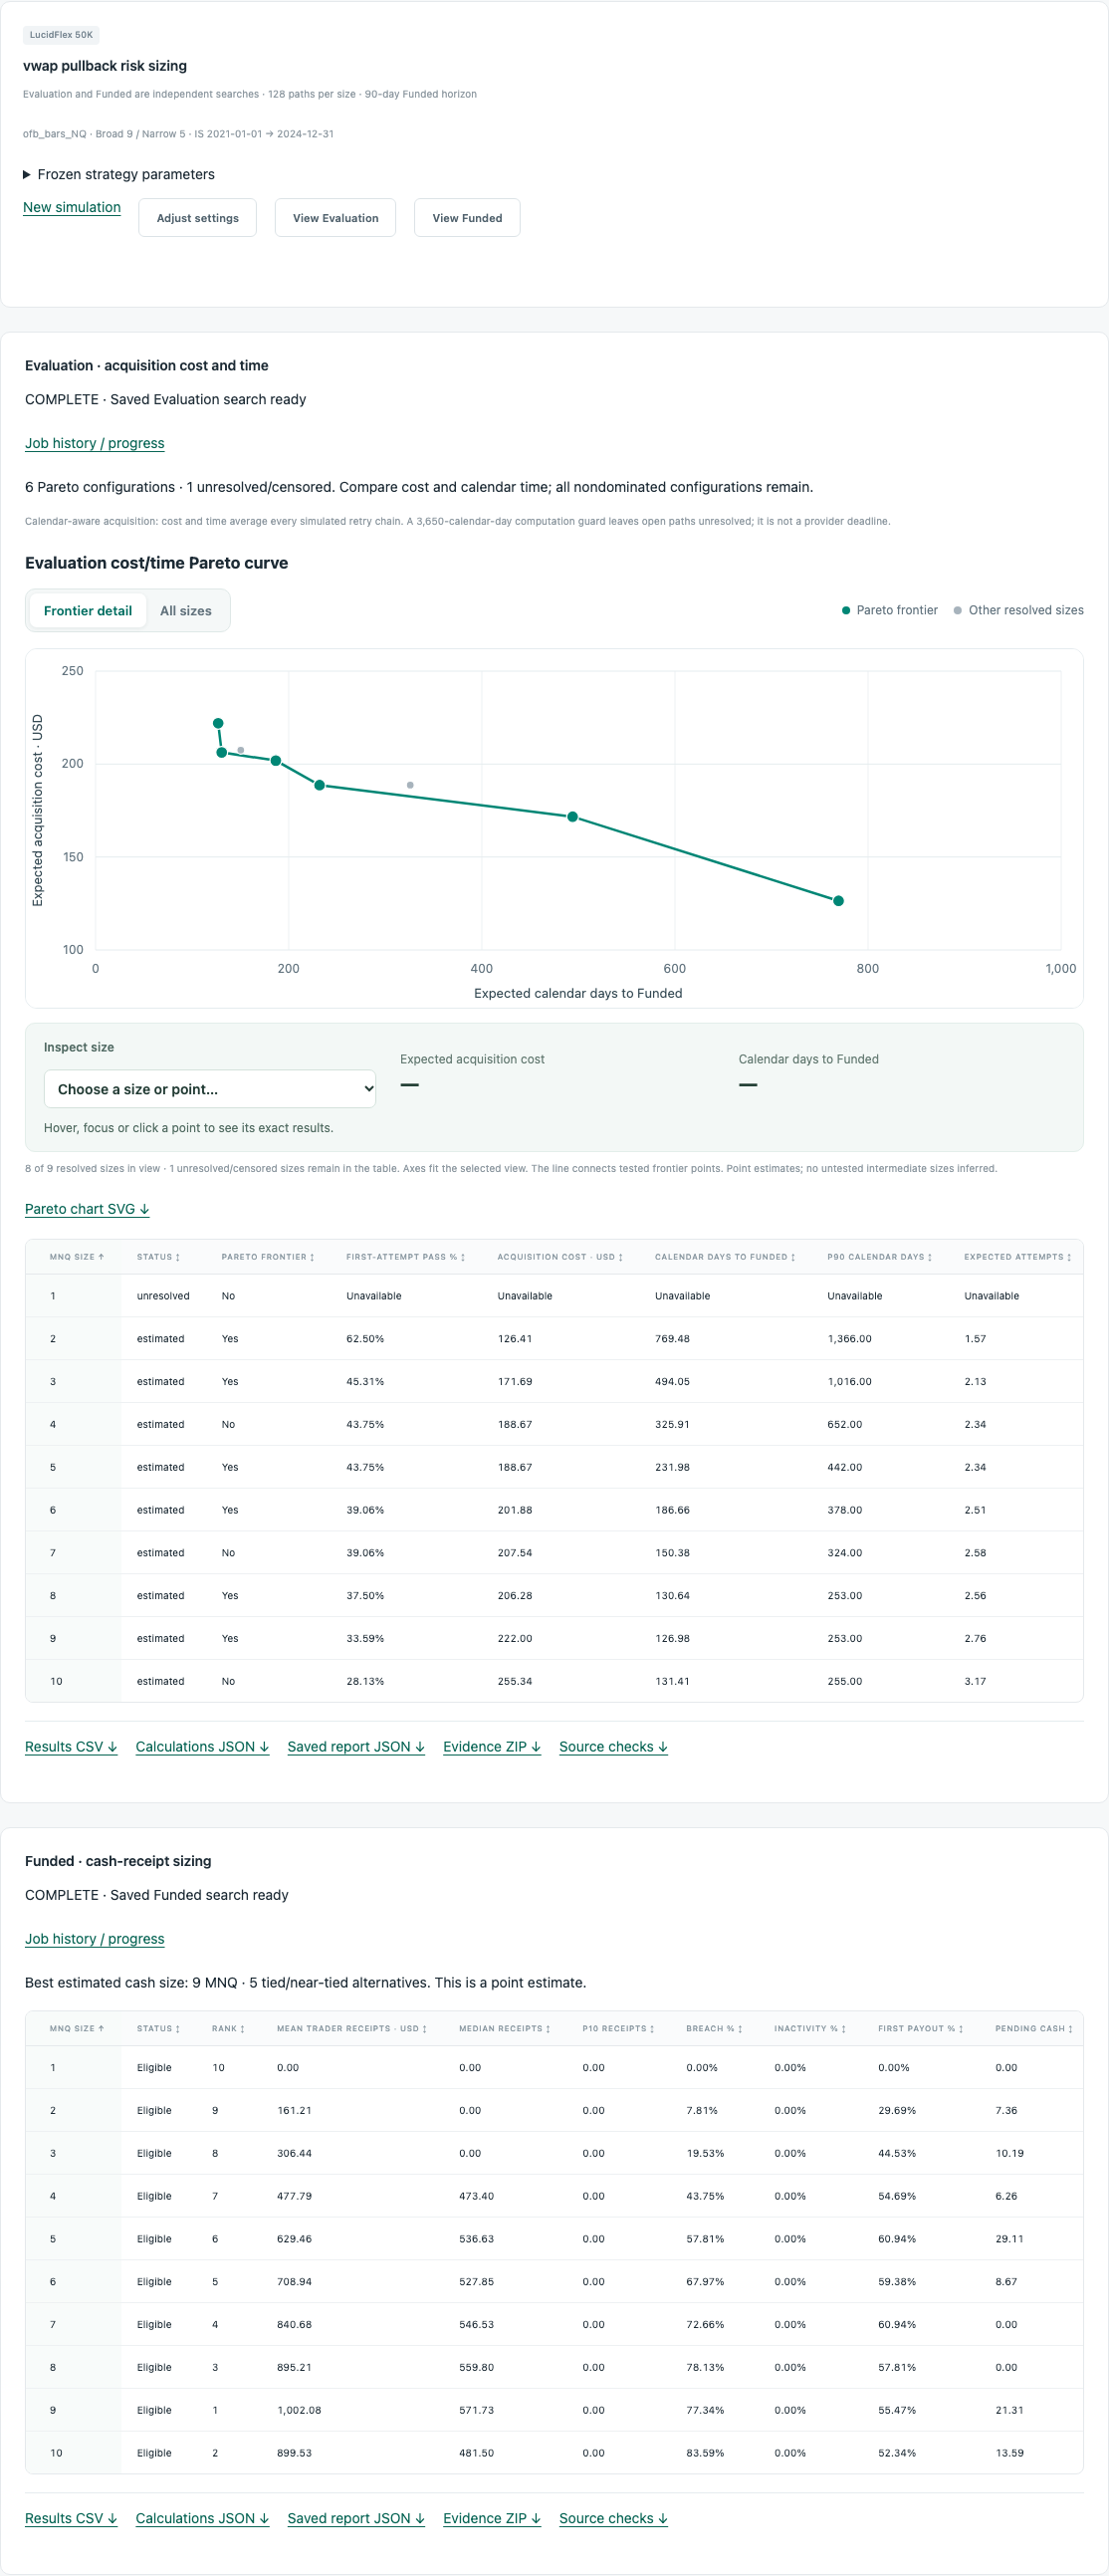 LucidFlex 50K
vwap pullback risk sizing
Evaluation and Funded are independent searches · 128 paths per size · 90-day Funded horizon
ofb_bars_NQ · Broad 9 / Narrow 5 · IS 2021-01-01 → 2024-12-31
▶ Frozen strategy parameters
New simulation Adjust settings View Evaluation View Funded
Evaluation · acquisition cost and time
COMPLETE · Saved Evaluation search ready
Job history / progress
6 Pareto configurations · 1 unresolved/censored. Compare cost and calendar time; all nondominated configurations remain.
Calendar-aware acquisition: cost and time average every simulated retry chain. A 3,650-calendar-day computation guard leaves open paths unresolved; it is not a provider deadline.
Evaluation cost/time Pareto curve
Frontier detail All sizes Pareto frontier Other resolved sizes
Expected acquisition cost · USD
250
200
150
100
0 200 400 600 800 1,000
Expected calendar days to Funded
Inspect size Expected acquisition cost Calendar days to Funded
Choose a size or point... — —
Hover, focus or click a point to see its exact results.
8 of 9 resolved sizes in view · 1 unresolved/censored sizes remain in the table. Axes fit the selected view. The line connects tested frontier points. Point estimates; no untested intermediate sizes inferred.
Pareto chart SVG ↓
MNQ SIZE ↑ STATUS ↕ PARETO FRONTIER ↕ FIRST-ATTEMPT PASS % ↕ ACQUISITION COST · USD ↕ CALENDAR DAYS TO FUNDED ↕ P90 CALENDAR DAYS ↕ EXPECTED ATTEMPTS ↕
1 unresolved No Unavailable Unavailable Unavailable Unavailable Unavailable
2 estimated Yes 62.50% 126.41 769.48 1,366.00 1.57
3 estimated Yes 45.31% 171.69 494.05 1,016.00 2.13
4 estimated No 43.75% 188.67 325.91 652.00 2.34
5 estimated Yes 43.75% 188.67 231.98 442.00 2.34
6 estimated Yes 39.06% 201.88 186.66 378.00 2.51
7 estimated No 39.06% 207.54 150.38 324.00 2.58
8 estimated Yes 37.50% 206.28 130.64 253.00 2.56
9 estimated Yes 33.59% 222.00 126.98 253.00 2.76
10 estimated No 28.13% 255.34 131.41 255.00 3.17
Results CSV ↓ Calculations JSON ↓ Saved report JSON ↓ Evidence ZIP ↓ Source checks ↓
Funded · cash-receipt sizing
COMPLETE · Saved Funded search ready
Job history / progress
Best estimated cash size: 9 MNQ · 5 tied/near-tied alternatives. This is a point estimate.
MNQ SIZE ↑ STATUS ↕ RANK ↕ MEAN TRADER RECEIPTS · USD ↕ MEDIAN RECEIPTS ↕ P10 RECEIPTS ↕ BREACH % ↕ INACTIVITY % ↕ FIRST PAYOUT % ↕ PENDING CASH ↕
1 Eligible 10 0.00 0.00 0.00 0.00% 0.00% 0.00% 0.00
2 Eligible 9 161.21 0.00 0.00 7.81% 0.00% 29.69% 7.36
3 Eligible 8 306.44 0.00 0.00 19.53% 0.00% 44.53% 10.19
4 Eligible 7 477.79 473.40 0.00 43.75% 0.00% 54.69% 6.26
5 Eligible 6 629.46 536.63 0.00 57.81% 0.00% 60.94% 29.11
6 Eligible 5 708.94 527.85 0.00 67.97% 0.00% 59.38% 8.67
7 Eligible 4 840.68 546.53 0.00 72.66% 0.00% 60.94% 0.00
8 Eligible 3 895.21 559.80 0.00 78.13% 0.00% 57.81% 0.00
9 Eligible 1 1,002.08 571.73 0.00 77.34% 0.00% 55.47% 21.31
10 Eligible 2 899.53 481.50 0.00 83.59% 0.00% 52.34% 13.59
Results CSV ↓ Calculations JSON ↓ Saved report JSON ↓ Evidence ZIP ↓ Source checks ↓